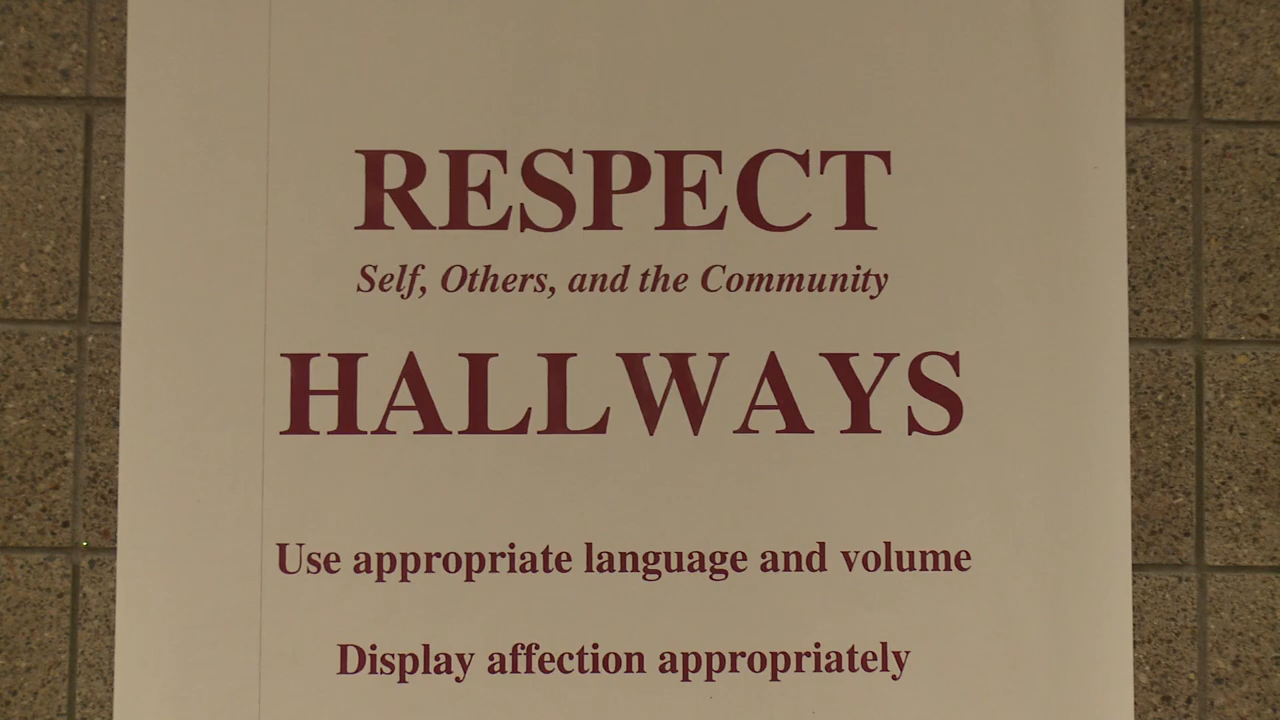 RESPECT
Self, Others, and the Community
HALLWAYS
Use appropriate language and volume
Display affection appropriately